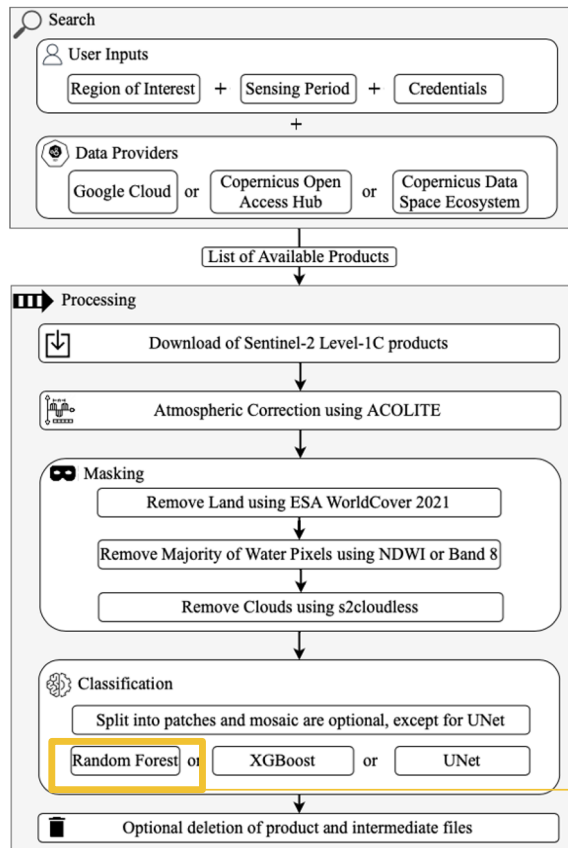 Search
User Inputs
Region of Interest + Sensing Period + Credentials
+
Data Providers
Google Cloud or Copernicus Open Access Hub or Copernicus Data Space Ecosystem
List of Available Products
Processing
Download of Sentinel-2 Level-1C products
Atmospheric Correction using ACOLITE
Masking
Remove Land using ESA WorldCover 2021
Remove Majority of Water Pixels using NDWI or Band 8
Remove Clouds using s2cloudless
Classification
Split into patches and mosaic are optional, except for UNet
Random Forest or XGBoost or UNet
Optional deletion of product and intermediate files